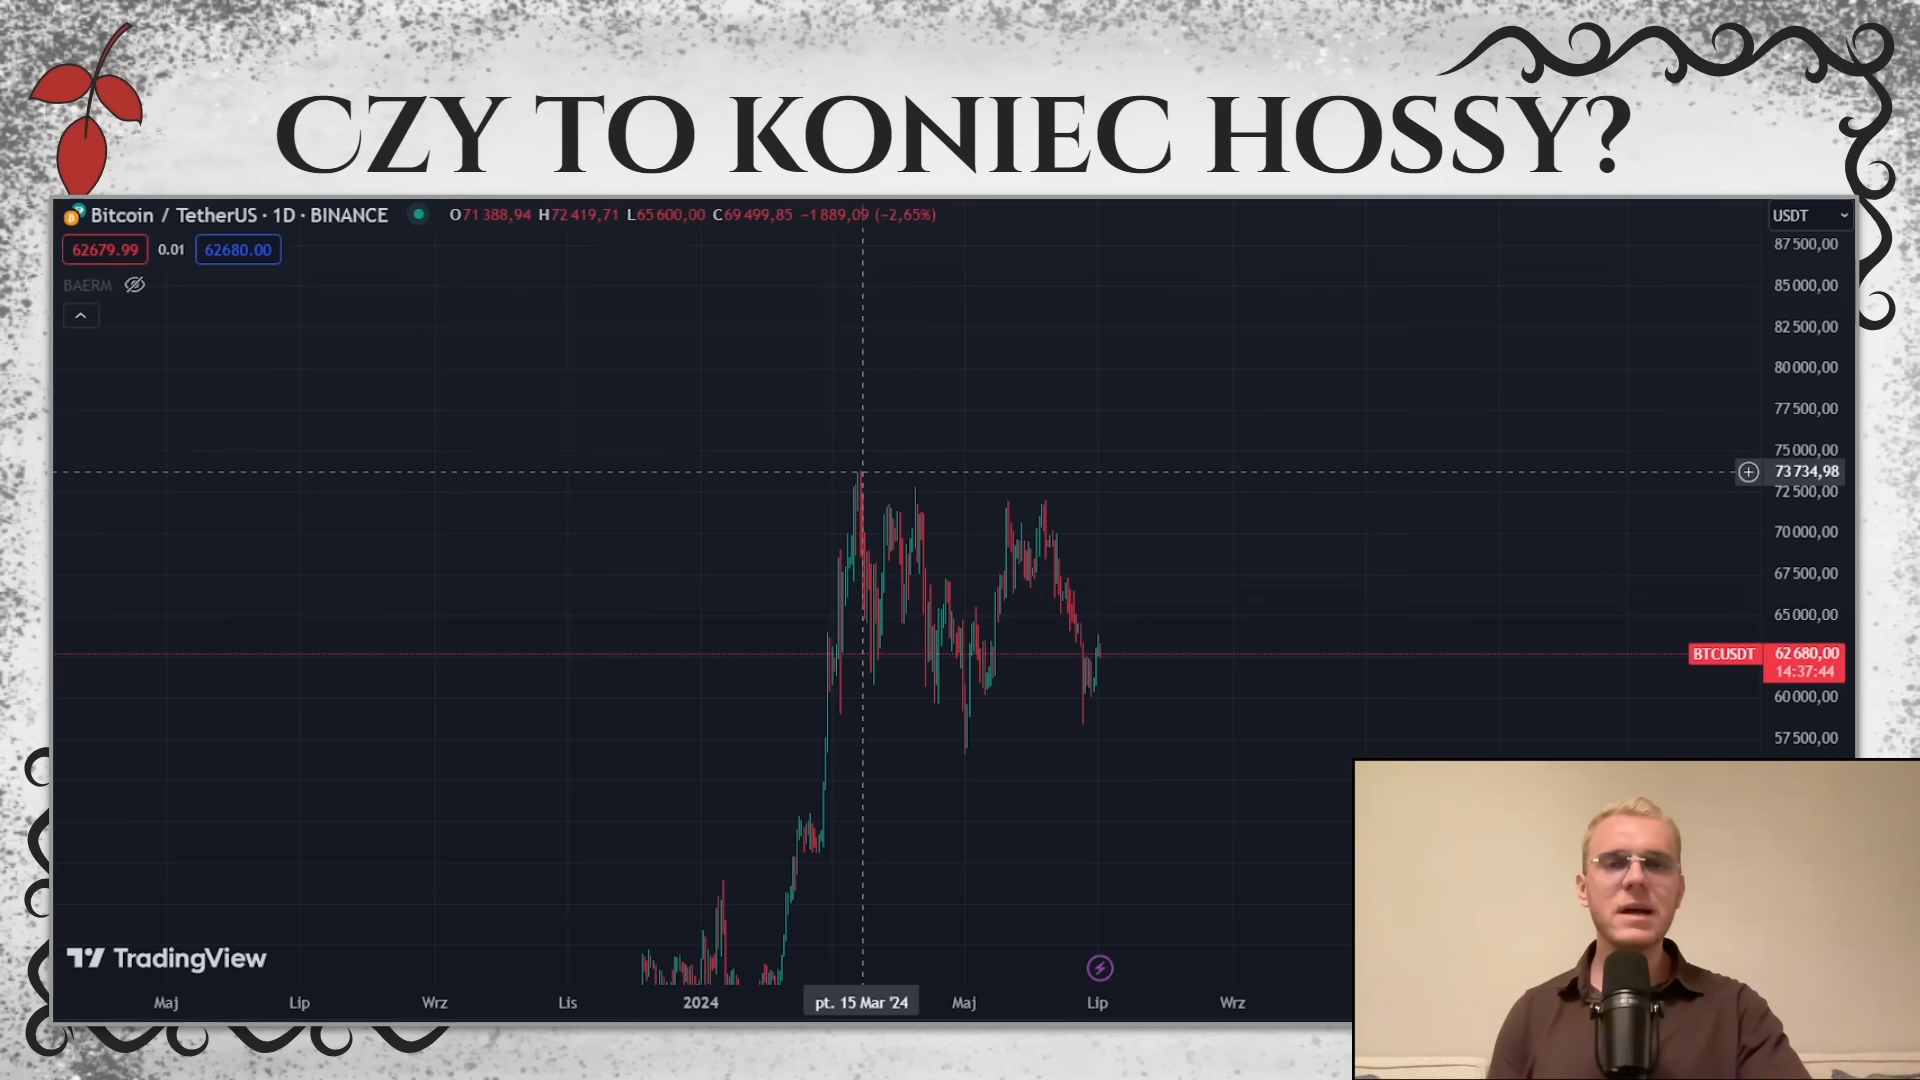 CZY TO KONIEC HOSSY?
Bitcoin / TetherUS · 1D · BINANCE O71 388,94 H72 419,71 L65 600,00 C69 499,85 −1 889,09 (−2,65%)
USDT
62679.99 0.01 62680.00
BAERM
87 500,00
85 000,00
82 500,00
80 000,00
77 500,00
75 000,00
73 734,98
72 500,00
70 000,00
67 500,00
65 000,00
BTCUSDT 62 680,00
14:37:44
60 000,00
57 500,00
TradingView
Maj Lip Wrz Lis 2024 pt. 15 Mar '24 Maj Lip Wrz